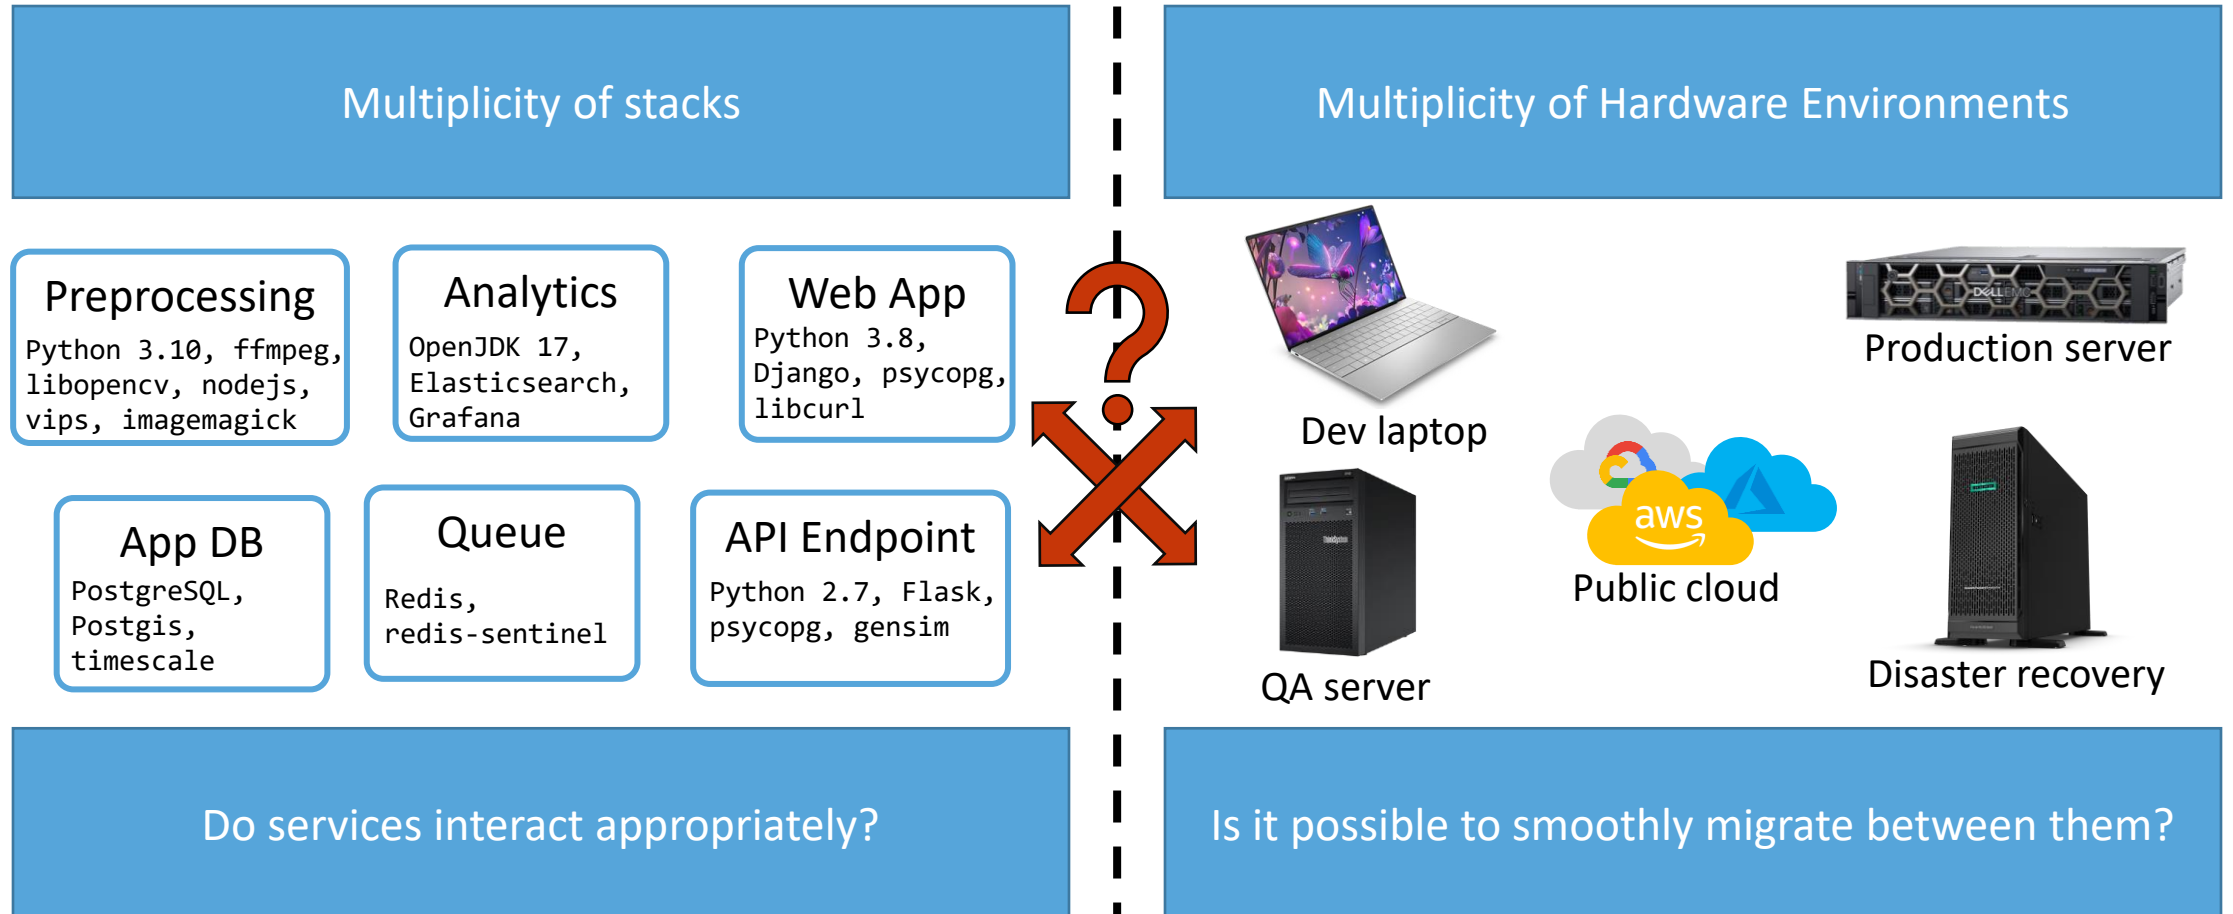 Multiplicity of stacks
Multiplicity of Hardware Environments
Preprocessing
Python 3.10, ffmpeg,
libopencv, nodejs,
vips, imagemagick
Analytics
OpenJDK 17,
Elasticsearch,
Grafana
Web App
Python 3.8,
Django, psycopg,
libcurl
?
App DB
PostgreSQL,
Postgis,
timescale
Queue
Redis,
redis-sentinel
API Endpoint
Python 2.7, Flask,
psycopg, gensim
Dev laptop
DELLEMC
Production server
ThinkSystem
QA server
aws
Public cloud
Disaster recovery
Do services interact appropriately?
Is it possible to smoothly migrate between them?